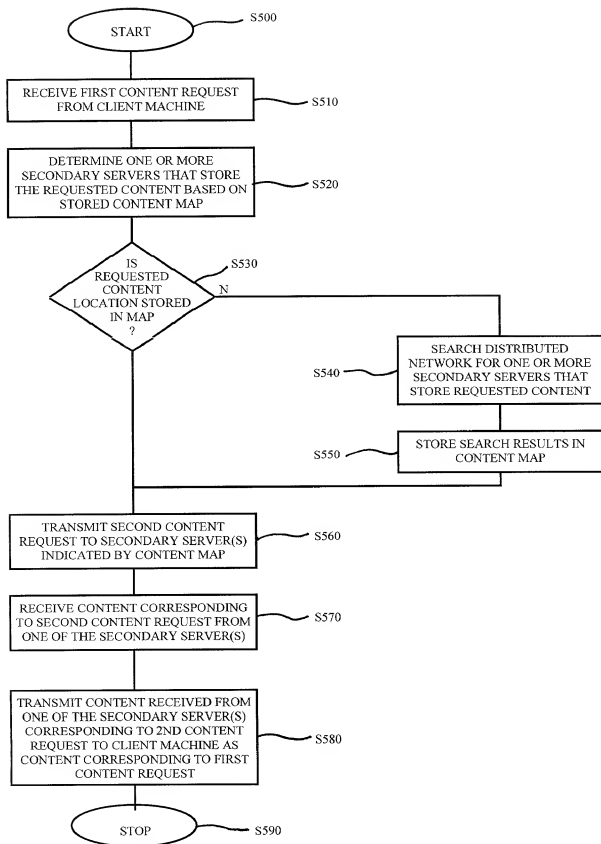 START
S500
RECEIVE FIRST CONTENT REQUEST
FROM CLIENT MACHINE
S510
DETERMINE ONE OR MORE
SECONDARY SERVERS THAT STORE
THE REQUESTED CONTENT BASED ON
STORED CONTENT MAP
S520
IS
REQUESTED
CONTENT
LOCATION STORED
IN MAP
?
S530
N
SEARCH DISTRIBUTED
NETWORK FOR ONE OR MORE
SECONDARY SERVERS THAT
STORE REQUESTED CONTENT
S540
STORE SEARCH RESULTS IN
CONTENT MAP
S550
TRANSMIT SECOND CONTENT
REQUEST TO SECONDARY SERVER(S)
INDICATED BY CONTENT MAP
S560
RECEIVE CONTENT CORRESPONDING
TO SECOND CONTENT REQUEST FROM
ONE OF THE SECONDARY SERVER(S)
S570
TRANSMIT CONTENT RECEIVED FROM
ONE OF THE SECONDARY SERVER(S)
CORRESPONDING TO 2ND CONTENT
REQUEST TO CLIENT MACHINE AS
CONTENT CORRESPONDING TO FIRST
CONTENT REQUEST
S580
STOP
S590